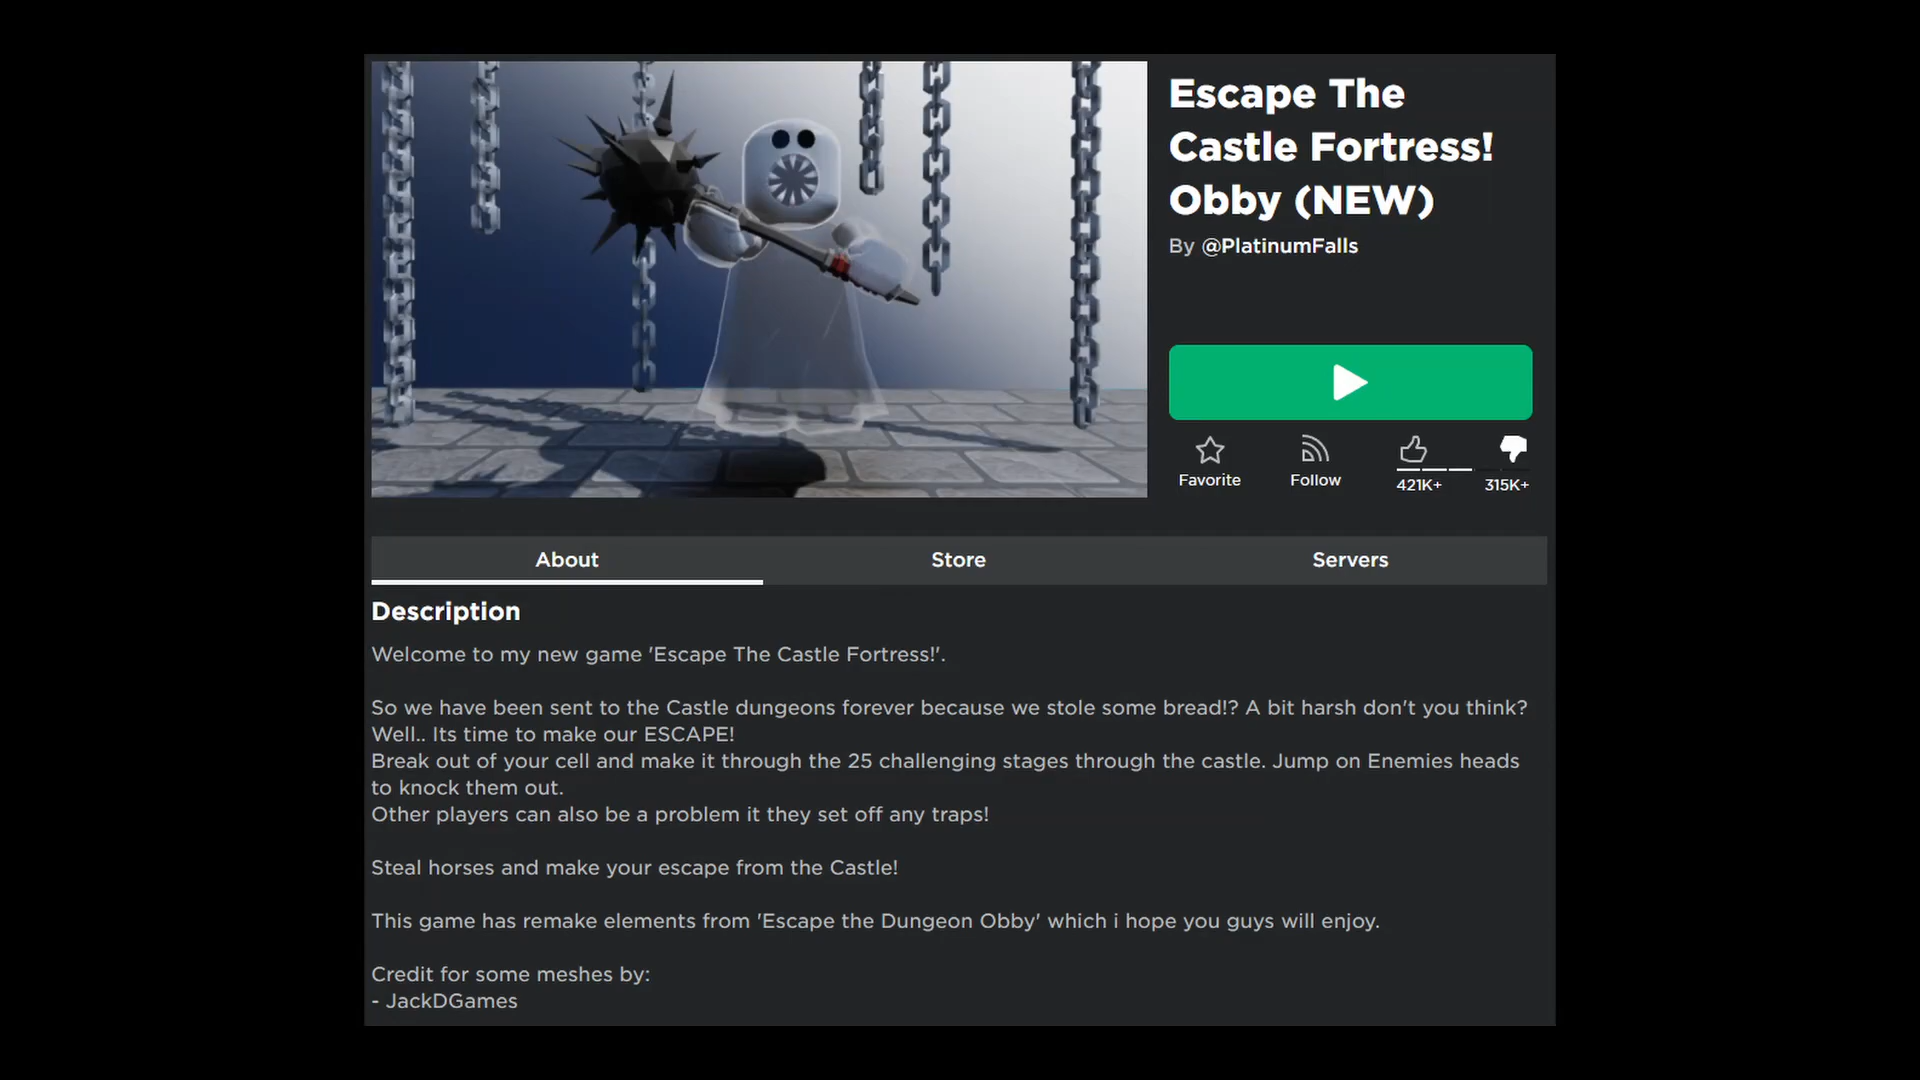 Escape The
Castle Fortress!
Obby (NEW)
By @PlatinumFalls
Favorite
Follow
421K+
315K+
About
Store
Servers
Description
Welcome to my new game 'Escape The Castle Fortress!'.
So we have been sent to the Castle dungeons forever because we stole some bread!? A bit harsh don't you think?
Well.. Its time to make our ESCAPE!
Break out of your cell and make it through the 25 challenging stages through the castle. Jump on Enemies heads
to knock them out.
Other players can also be a problem it they set off any traps!
Steal horses and make your escape from the Castle!
This game has remake elements from 'Escape the Dungeon Obby' which i hope you guys will enjoy.
Credit for some meshes by:
- JackDGames